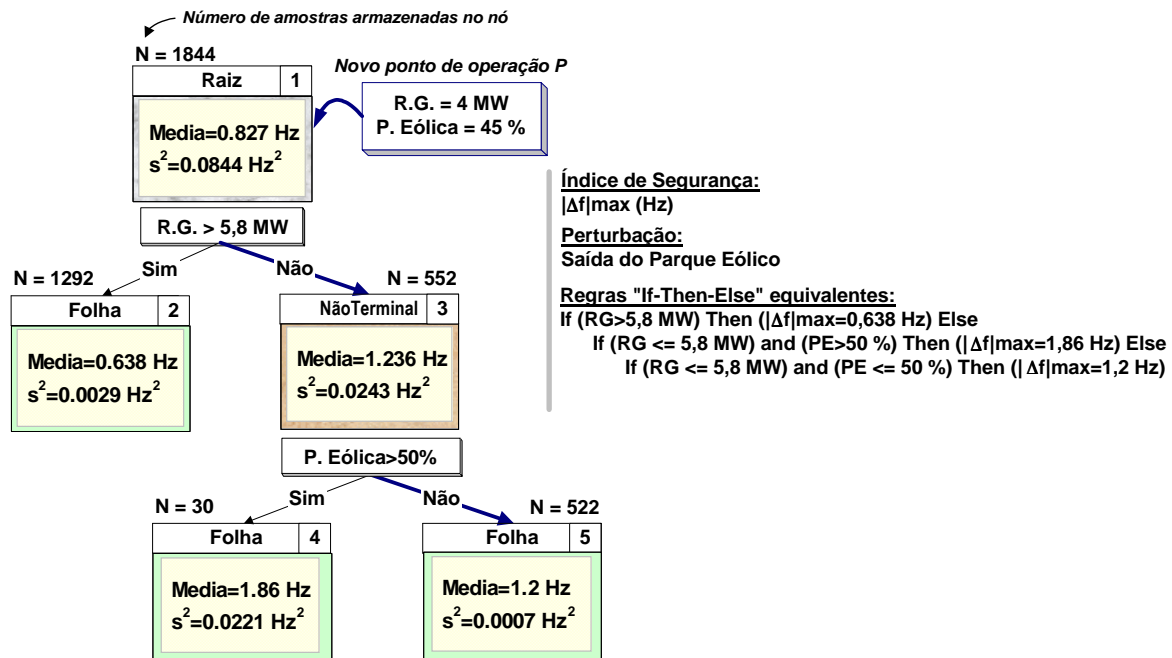 Número de amostras armazenadas no nó
N = 1844
Raiz 1
Media=0.827 Hz
s²=0.0844 Hz²
Novo ponto de operação P
R.G. = 4 MW
P. Eólica = 45 %
R.G. > 5,8 MW
Sim
Não
N = 1292
Folha 2
Media=0.638 Hz
s²=0.0029 Hz²
N = 552
NãoTerminal 3
Media=1.236 Hz
s²=0.0243 Hz²
P. Eólica>50%
Sim
Não
N = 30
Folha 4
Media=1.86 Hz
s²=0.0221 Hz²
N = 522
Folha 5
Media=1.2 Hz
s²=0.0007 Hz²
Índice de Segurança:
|Δf|max (Hz)
Perturbação:
Saída do Parque Eólico
Regras "If-Then-Else" equivalentes:
If (RG>5,8 MW) Then (|Δf|max=0,638 Hz) Else
If (RG <= 5,8 MW) and (PE>50 %) Then (|Δf|max=1,86 Hz) Else
If (RG <= 5,8 MW) and (PE <= 50 %) Then (|Δf|max=1,2 Hz)